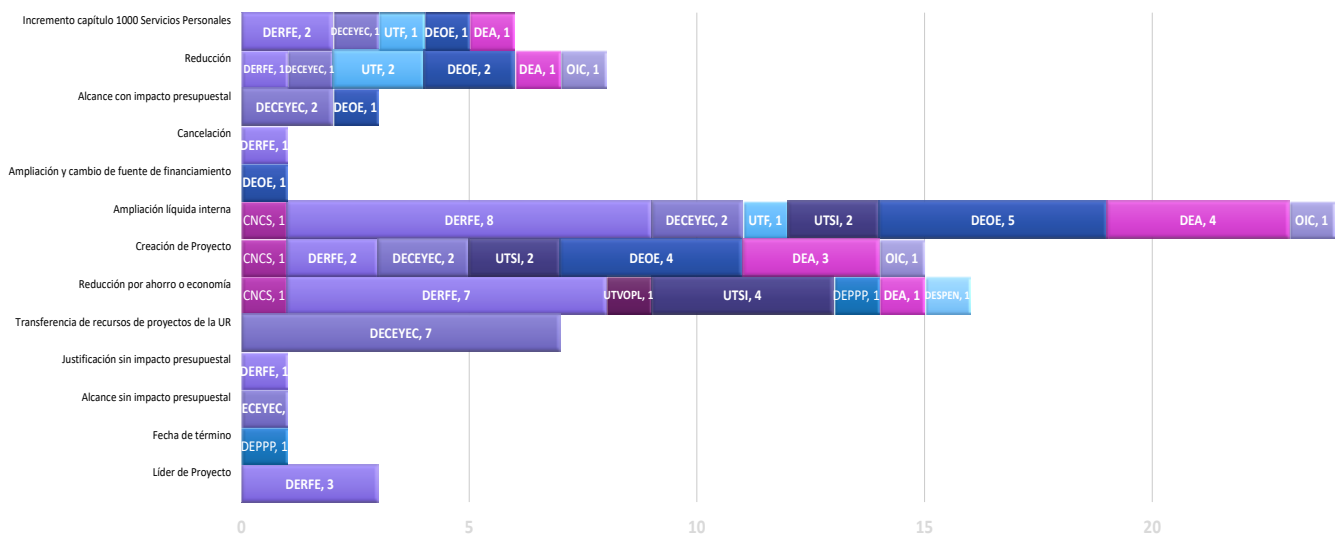 Incremento capítulo 1000 Servicios Personales
DERFE, 2 DECEYEC, 1 UTF, 1 DEOE, 1 DEA, 1
Reducción
DERFE, 1 DECEYEC, 1 UTF, 2 DEOE, 2 DEA, 1 OIC, 1
Alcance con impacto presupuestal
DECEYEC, 2 DEOE, 1
Cancelación
DERFE, 1
Ampliación y cambio de fuente de financiamiento
DEOE, 1
Ampliación líquida interna
CNCS, 1 DERFE, 8 DECEYEC, 2 UTF, 1 UTSI, 2 DEOE, 5 DEA, 4 OIC, 1
Creación de Proyecto
CNCS, 1 DERFE, 2 DECEYEC, 2 UTSI, 2 DEOE, 4 DEA, 3 OIC, 1
Reducción por ahorro o economía
CNCS, 1 DERFE, 7 UTVOPL, 1 UTSI, 4 DEPPP, 1 DEA, 1 DESPEN, 1
Transferencia de recursos de proyectos de la UR
DECEYEC, 7
Justificación sin impacto presupuestal
DERFE, 1
Alcance sin impacto presupuestal
ECEYEC,
Fecha de término
DEPPP, 1
Líder de Proyecto
DERFE, 3
0 5 10 15 20